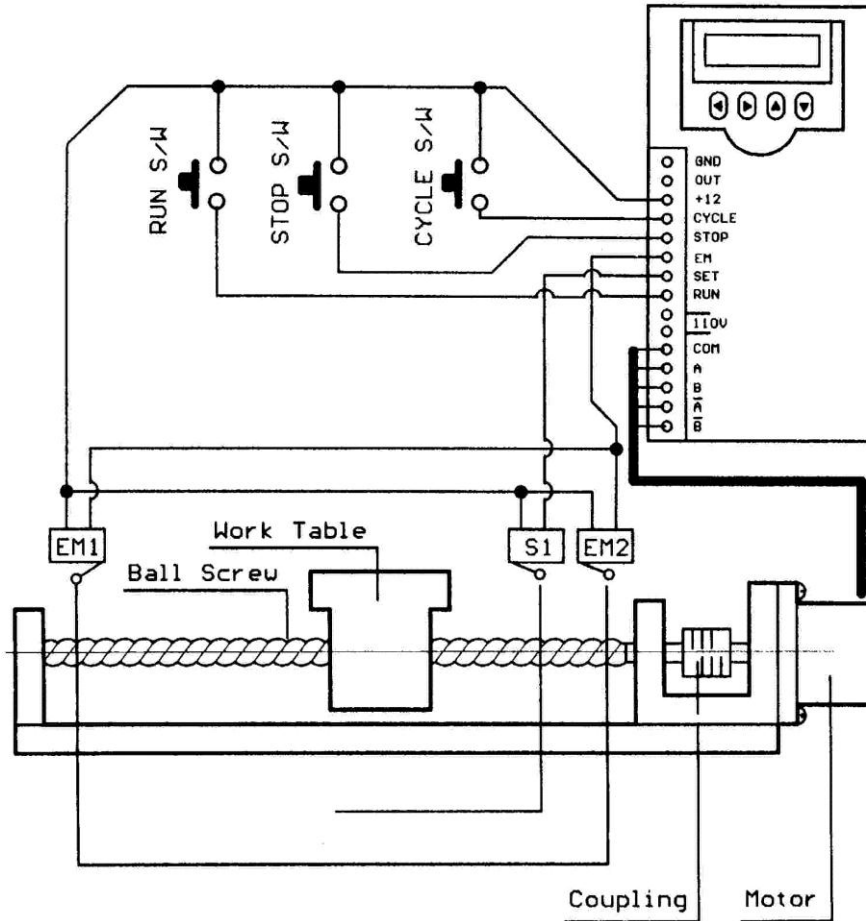 RUN S/W
STOP S/W
CYCLE S/W
GND
OUT
+12
CYCLE
STOP
EM
SET
RUN
110V
COM
A
B
A̅
B̅
EM1
Work Table
S1
EM2
Ball Screw
Coupling
Motor